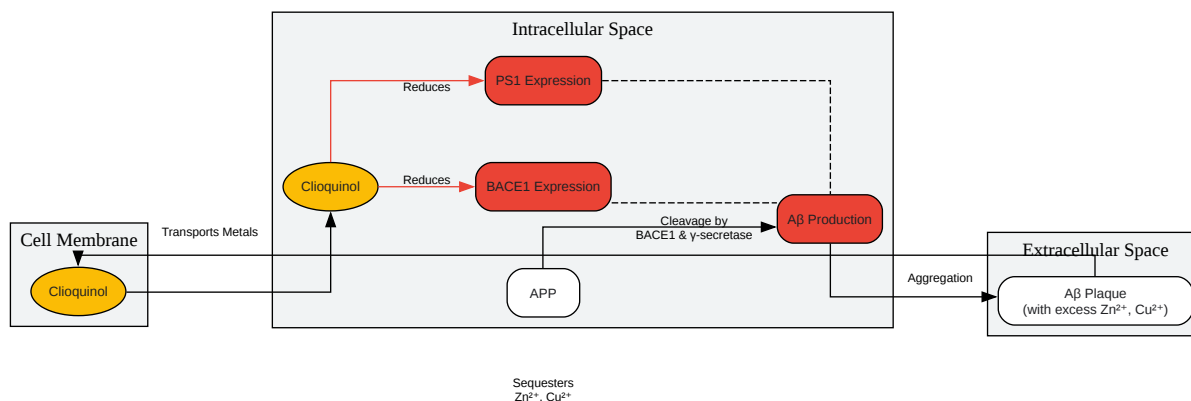 Intracellular Space
PS1 Expression
Reduces
Clioquinol
Reduces
BACE1 Expression
Aβ Production
Cleavage by
BACE1 & γ-secretase
Transports Metals
Cell Membrane
Clioquinol
APP
Extracellular Space
Aggregation
Aβ Plaque
(with excess Zn²⁺, Cu²⁺)
Sequesters
Zn²⁺, Cu²⁺